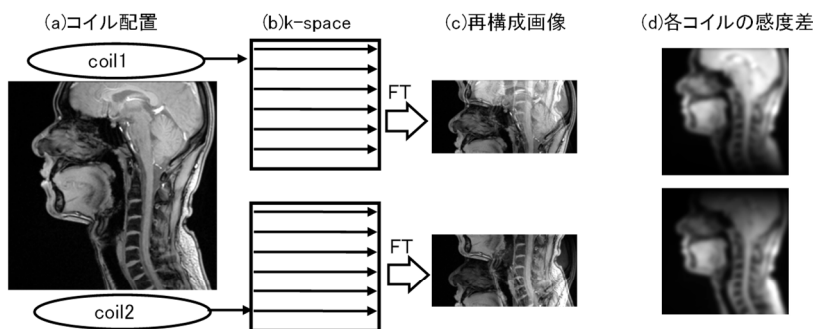 (a)コイル配置
(b)k-space
(c)再構成画像
(d)各コイルの感度差
coil1
FT
FT
coil2